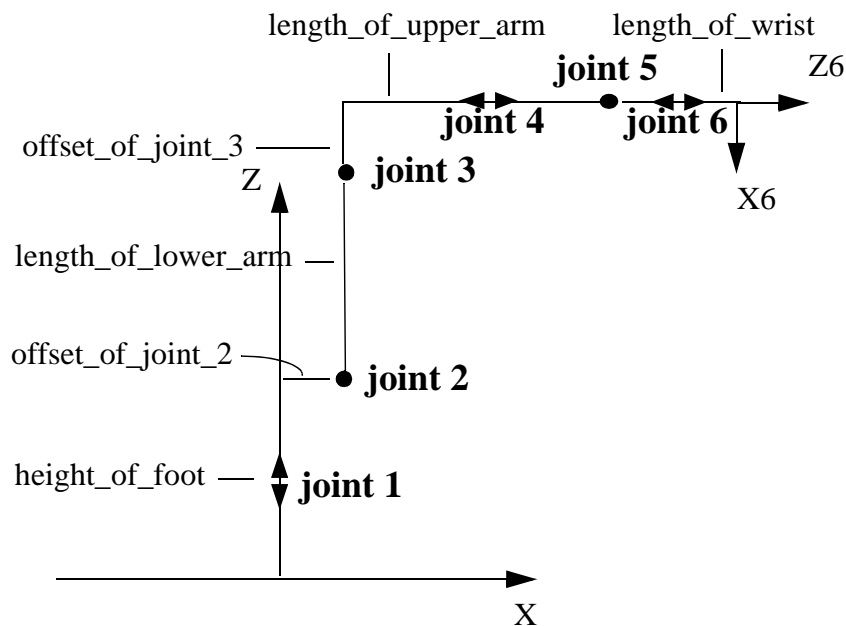 length_of_upper_arm
length_of_wrist
joint 5
Z6
joint 4
joint 6
offset_of_joint_3
Z
joint 3
X6
length_of_lower_arm
offset_of_joint_2
joint 2
height_of_foot
joint 1
X